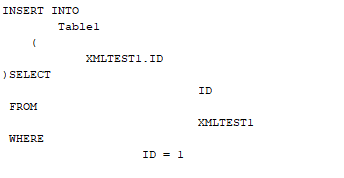 INSERT INTO
Table1
(
XMLTEST1.ID
)SELECT
ID
FROM
XMLTEST1
WHERE
ID = 1